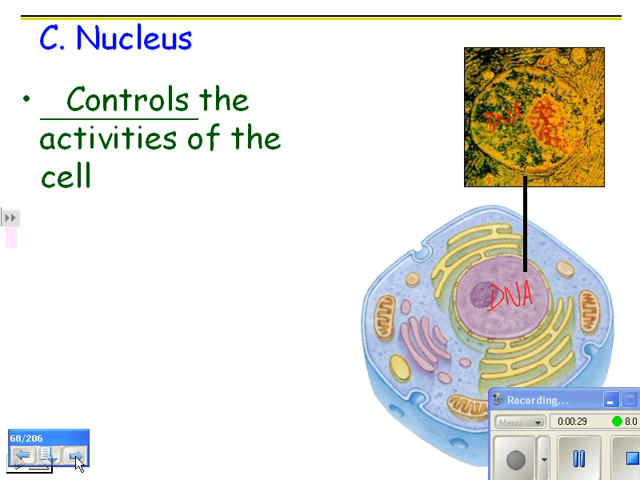 C. Nucleus
• Controls the
activities of the
cell
DNA
DNA
Recording...
Menu
0:00:29
8.0
68/206